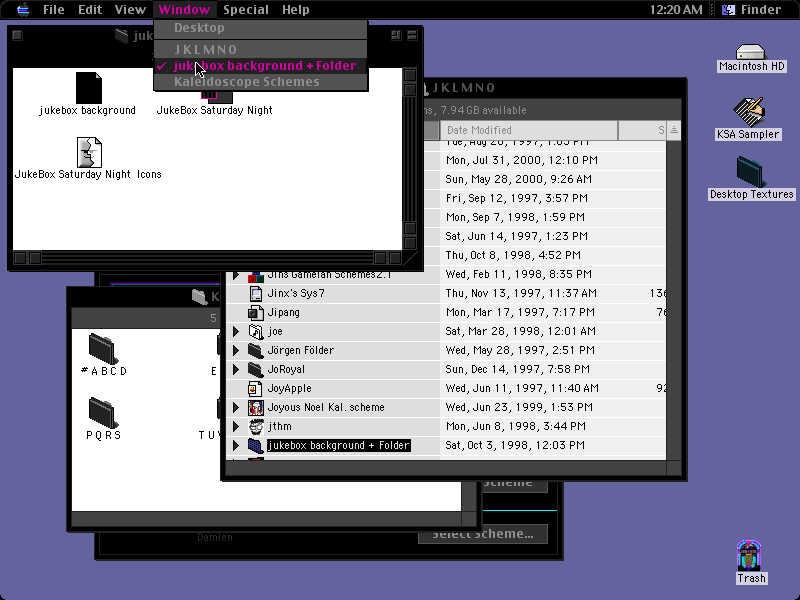 File Edit View Window Special Help 12:20 AM Finder
Desktop
J K L M N O
✓ jukebox background + Folder
Kaleidoscope Schemes
juk
jukebox background
JukeBox Saturday Night
JukeBox Saturday Night Icons
J K L M N O
ns, 7.94 GB available
Date Modified S
Tue, Aug 26, 1997, 1:03 PM
Mon, Jul 31, 2000, 12:10 PM
Sun, May 28, 2000, 9:26 AM
Fri, Sep 12, 1997, 3:57 PM
Mon, Sep 7, 1998, 1:59 PM
Sat, Jun 14, 1997, 1:23 PM
Thu, Oct 8, 1998, 4:52 PM
Jins Gamelan Schemes2.1 Wed, Feb 11, 1998, 8:35 PM
Jinx's Sys7 Thu, Nov 13, 1997, 11:37 AM 136
Jipang Mon, Mar 17, 1997, 7:17 PM 76
joe Sat, Mar 28, 1998, 12:01 AM
Jörgen Földer Wed, May 28, 1997, 2:51 PM
JoRoyal Sun, Dec 14, 1997, 7:58 PM
JoyApple Wed, Jun 11, 1997, 11:40 AM 92
Joyous Noel Kal. scheme Wed, Jun 23, 1999, 1:53 PM
jthm Mon, Jun 8, 1998, 3:44 PM
jukebox background + Folder Sat, Oct 3, 1998, 12:03 PM
K
5
# A B C D
E
P Q R S
T U V
Scheme
Select Scheme...
Damien
Macintosh HD
KSA Sampler
Desktop Textures
Trash